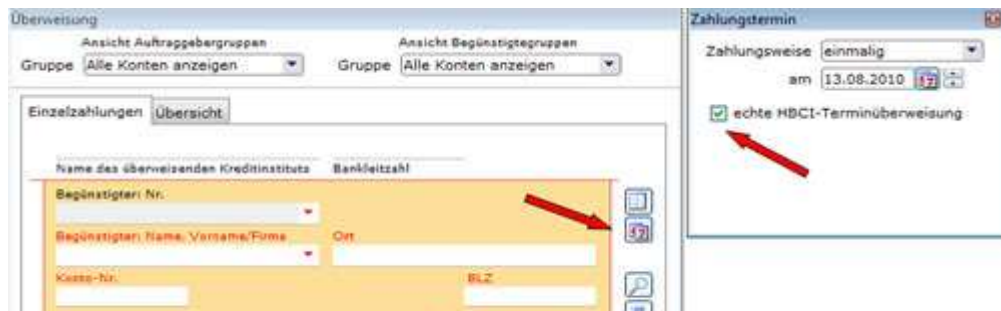 Überweisung
Ansicht Auftraggebergruppen
Ansicht Begünstigtegruppen
Gruppe Alle Konten anzeigen
Gruppe Alle Konten anzeigen
Einzelzahlungen Übersicht
Name des überweisenden Kreditinstituts Bankleitzahl
Begünstigter: Nr.
Begünstigter: Name, Vorname/Firma Ort
Konto-Nr. BLZ
Zahlungstermin
Zahlungsweise einmalig
am 13.08.2010
echte HBCI-Terminüberweisung